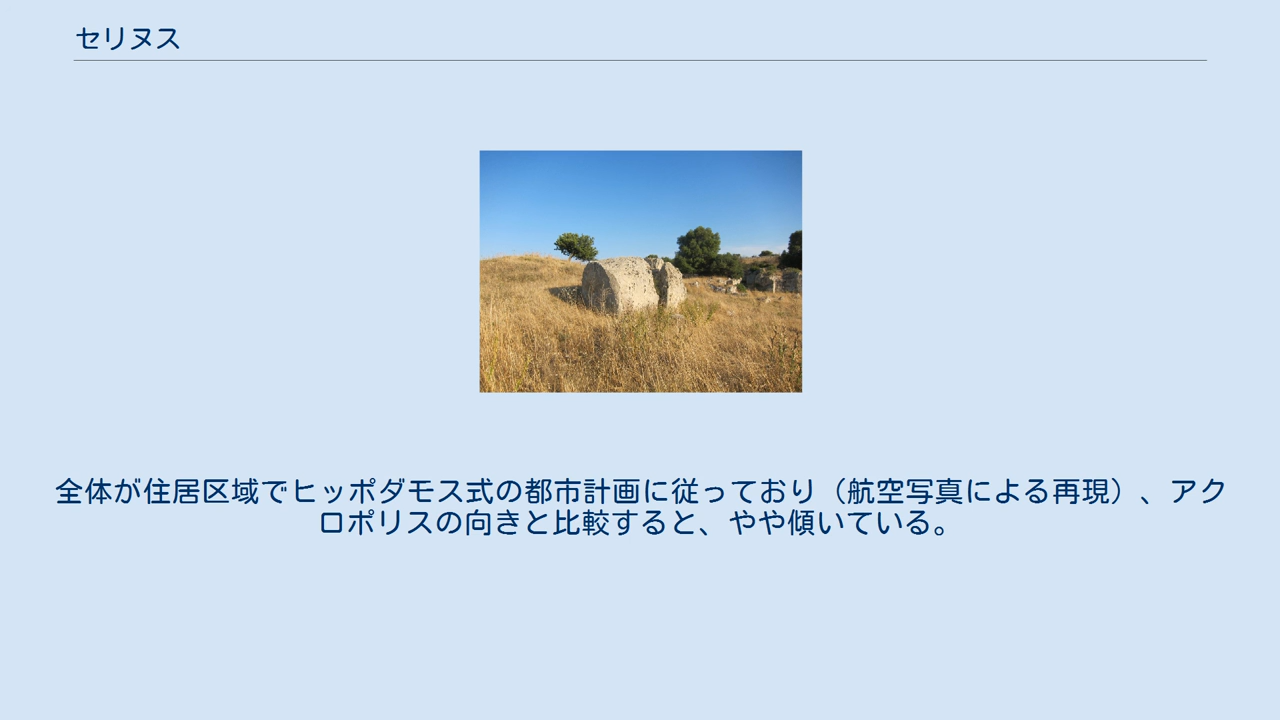 セリヌス
全体が住居区域でヒッポダモス式の都市計画に従っており（航空写真による再現）、アク
ロポリスの向きと比較すると、やや傾いている。